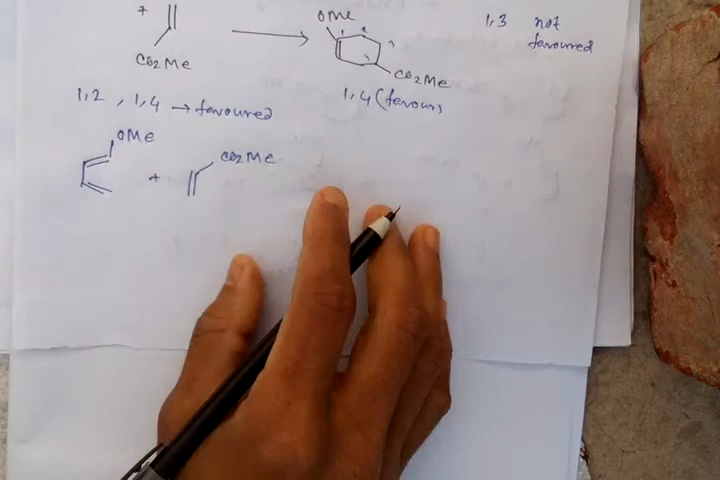 OMe
1,3 not
favoured
+
CO2Me
CO2Me
1,2 , 1,4 → favoured
1,4 (favours
OMe
+
CO2Me